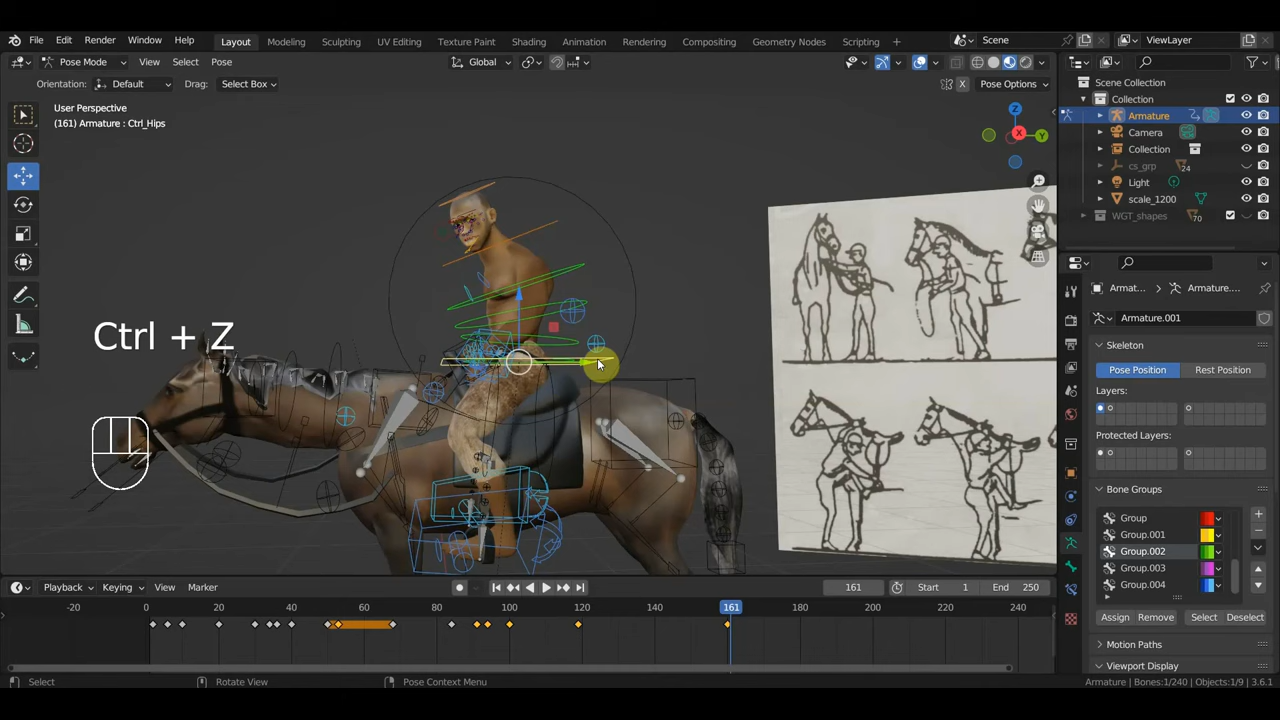 File Edit Render Window Help Layout Modeling Sculpting UV Editing Texture Paint Shading Animation Rendering Compositing Geometry Nodes Scripting + Scene ViewLayer
Pose Mode View Select Pose Global Pose Options
Orientation: Default Drag: Select Box X
User Perspective
(161) Armature : Ctrl_Hips
Z
X
Y
Ctrl + Z
Scene Collection
Collection
Armature
Camera
Collection
cs_grp 24
Light
scale_1200
WGT_shapes 70
Armat... Armature...
Armature.001
Skeleton
Pose Position Rest Position
Layers:
Protected Layers:
Bone Groups
Group
Group.001
Group.002
Group.003
Group.004
Assign Remove Select Deselect
Motion Paths
Viewport Display
Playback Keying View Marker 161 Start 1 End 250
-20 0 20 40 60 80 100 120 140 161 180 200 220 240
Select Rotate View Pose Context Menu Armature | Bones:1/240 | Objects:1/9 | 3.6.1